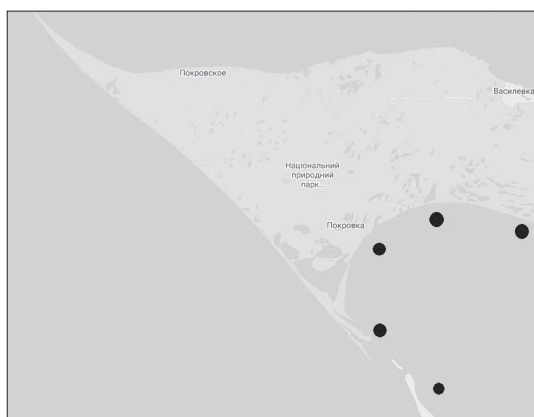 Покровское
Василевка
Національний
природний
парк...
Покровка